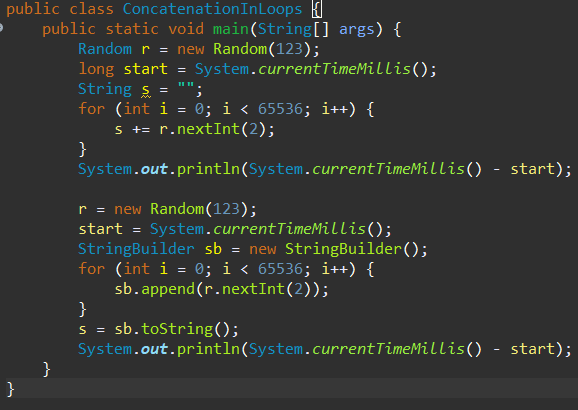 public class ConcatenationInLoops {
    public static void main(String[] args) {
        Random r = new Random(123);
        long start = System.currentTimeMillis();
        String s = "";
        for (int i = 0; i < 65536; i++) {
            s += r.nextInt(2);
        }
        System.out.println(System.currentTimeMillis() - start);

        r = new Random(123);
        start = System.currentTimeMillis();
        StringBuilder sb = new StringBuilder();
        for (int i = 0; i < 65536; i++) {
            sb.append(r.nextInt(2));
        }
        s = sb.toString();
        System.out.println(System.currentTimeMillis() - start);
    }
}